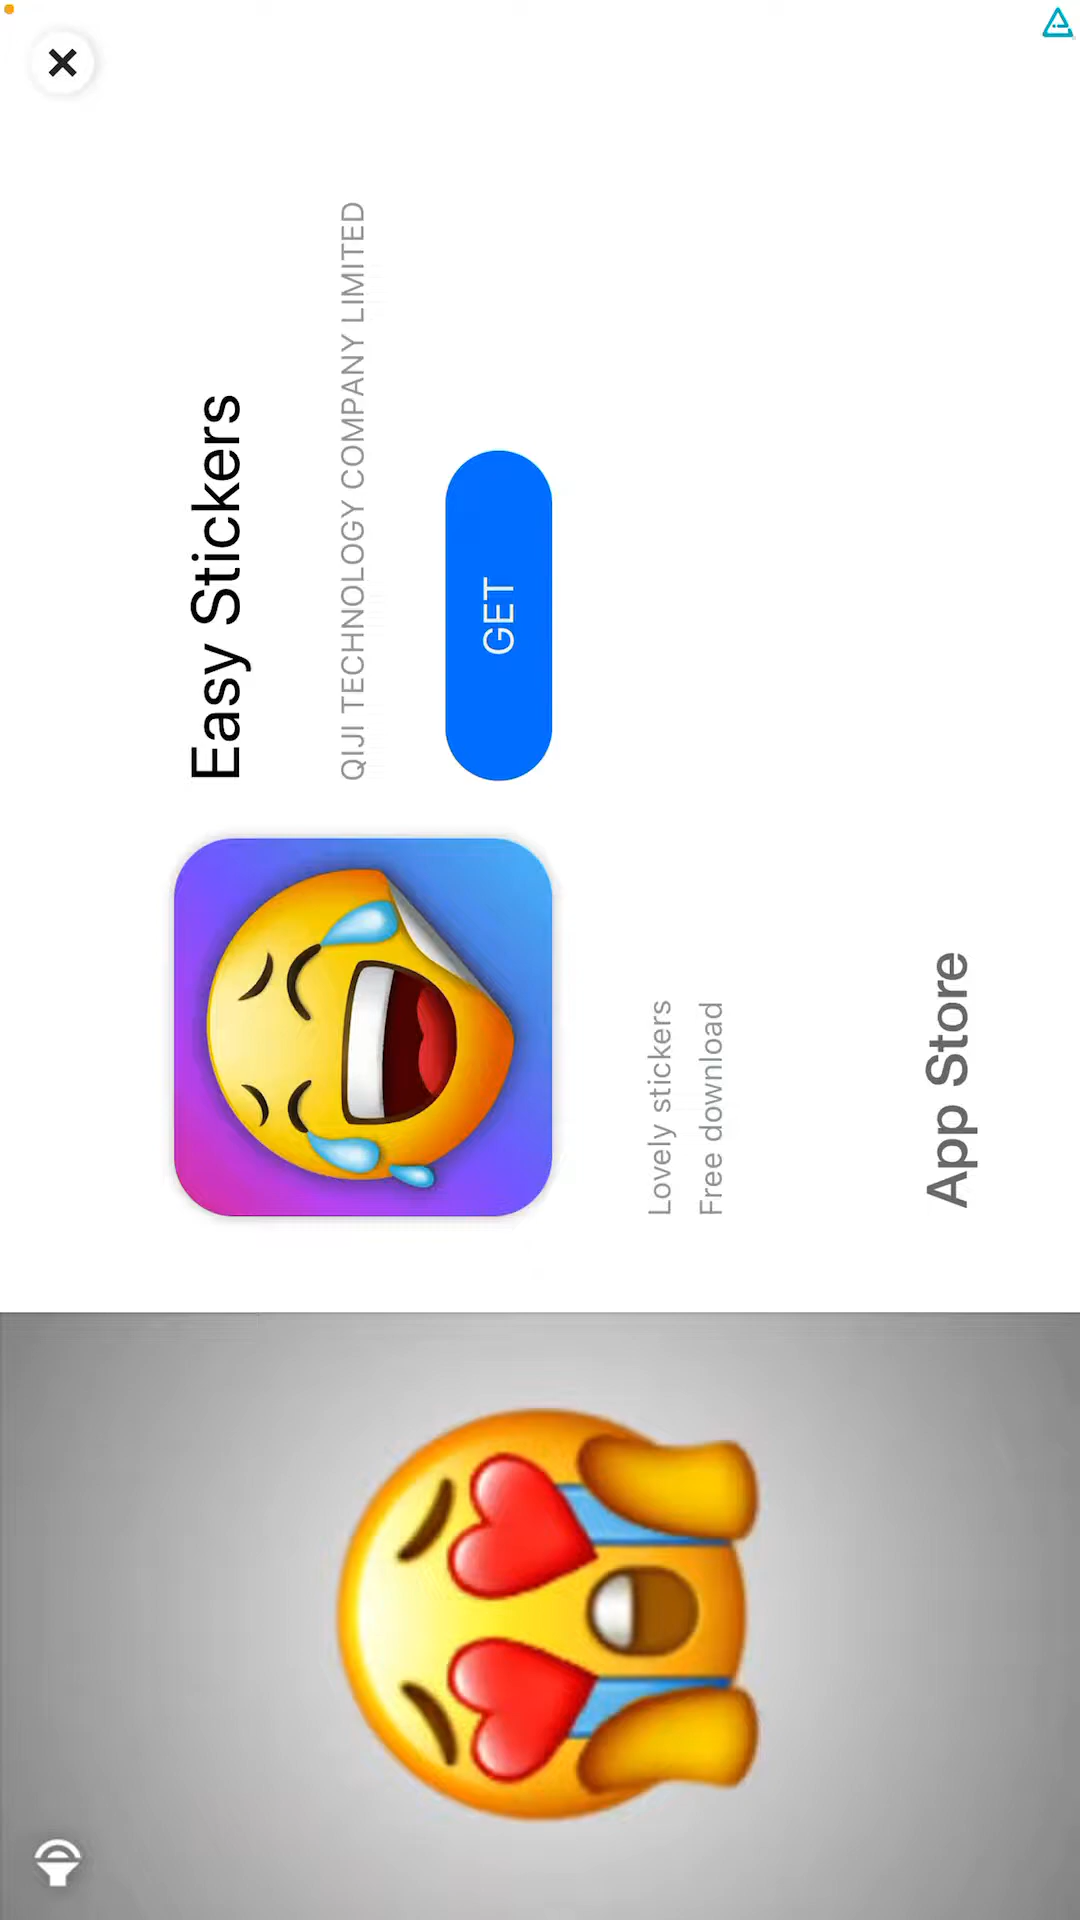 Easy Stickers
QIJI TECHNOLOGY COMPANY LIMITED
GET
Lovely stickers
Free download
App Store